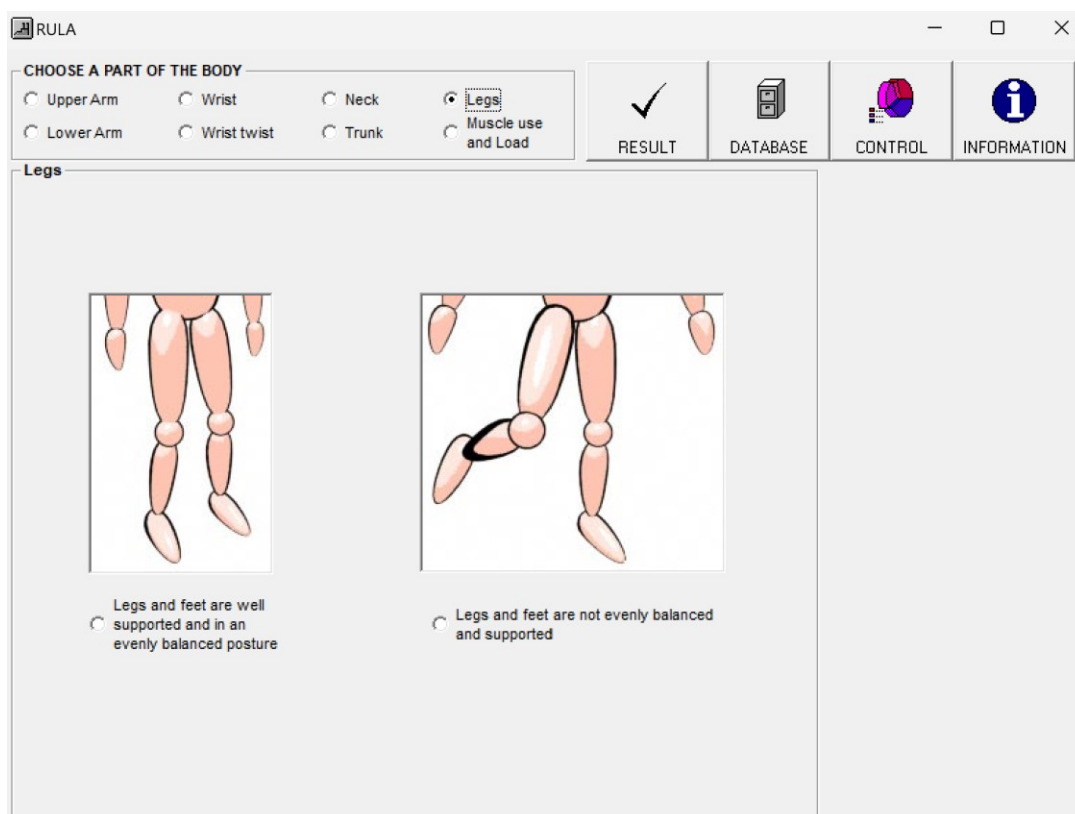 RULA
CHOOSE A PART OF THE BODY
Upper Arm
Wrist
Neck
Legs
Lower Arm
Wrist twist
Trunk
Muscle use
and Load
RESULT
DATABASE
CONTROL
INFORMATION
Legs
Legs and feet are well
supported and in an
evenly balanced posture
Legs and feet are not evenly balanced
and supported